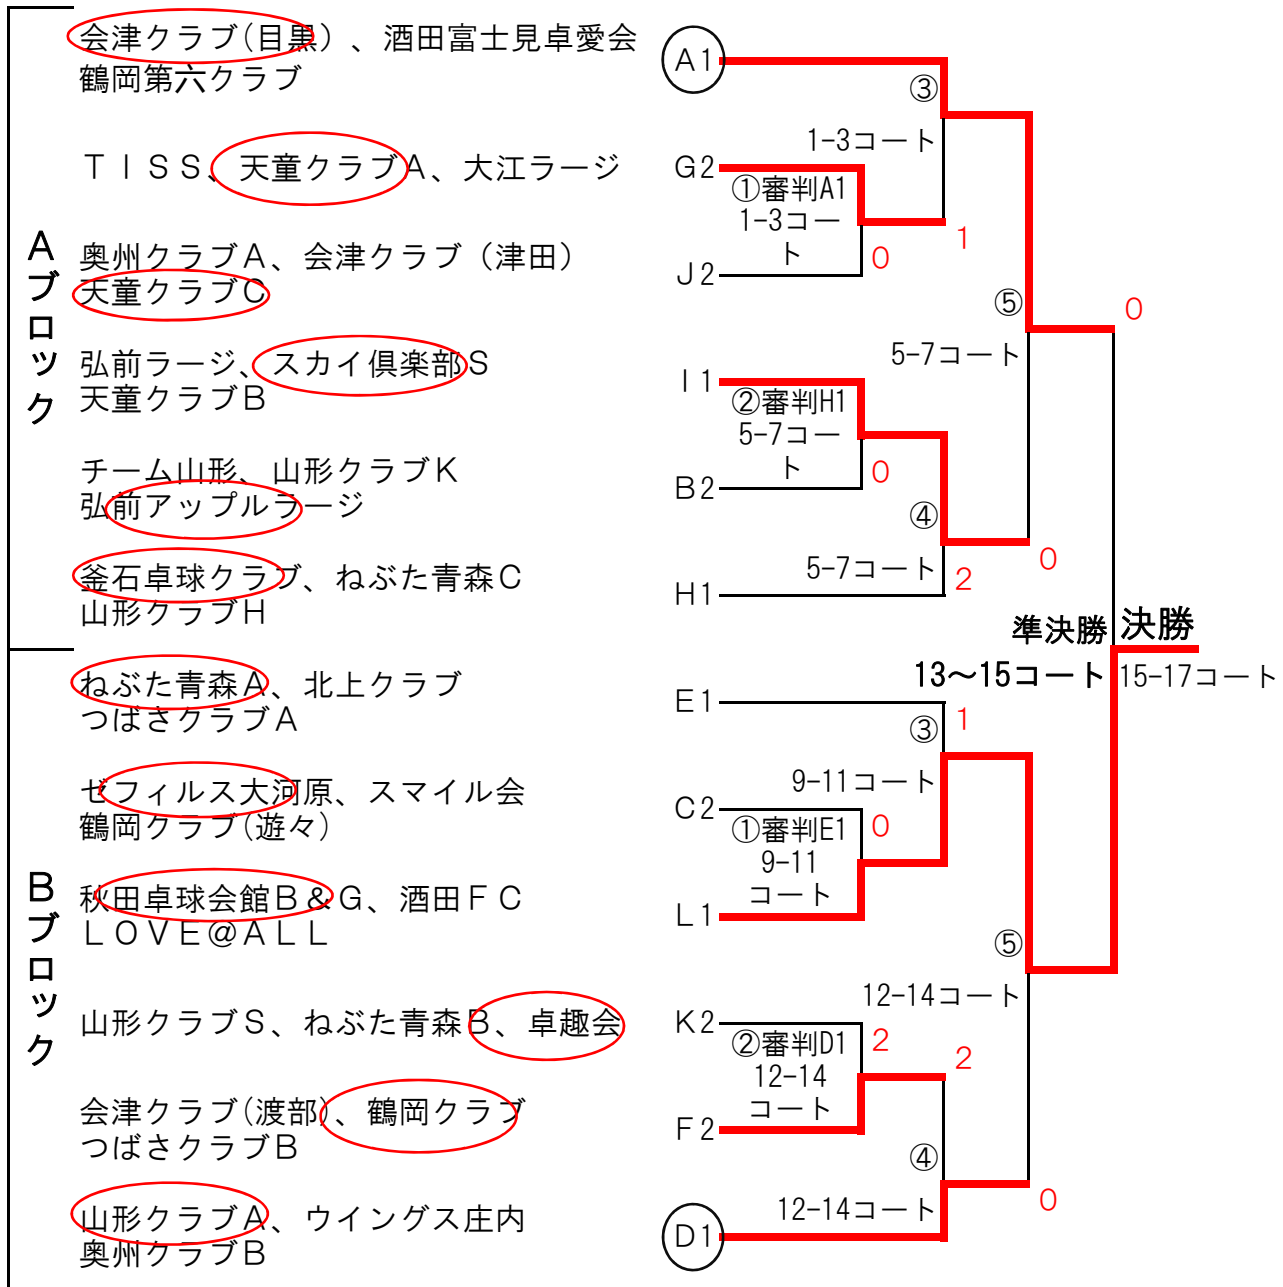 会津クラブ(目黒)、酒田富士見卓愛会
鶴岡第六クラブ
ＴＩＳＳ、天童クラブＡ、大江ラージ
Ａブロック
奥州クラブＡ、会津クラブ（津田）
天童クラブＣ
弘前ラージ、スカイ倶楽部Ｓ
天童クラブＢ
チーム山形、山形クラブＫ
弘前アップルラージ
釜石卓球クラブ、ねぶた青森Ｃ
山形クラブＨ
ねぶた青森Ａ、北上クラブ
つばさクラブＡ
ゼフィルス大河原、スマイル会
鶴岡クラブ(遊々)
Ｂブロック
秋田卓球会館Ｂ＆Ｇ、酒田ＦＣ
ＬＯＶＥ＠ＡＬＬ
山形クラブＳ、ねぶた青森Ｂ、卓趣会
会津クラブ(渡部)、鶴岡クラブ
つばさクラブＢ
山形クラブＡ、ウイングス庄内
奥州クラブＢ
A1
③
1-3コート
G2
①審判A1
1-3コー
ト
0
1
J2
⑤
0
5-7コート
I1
②審判H1
5-7コー
ト
0
B2
④
5-7コート
2
0
H1
準決勝
決勝
13～15コート
15-17コート
E1
③
1
9-11コート
C2
①審判E1
9-11
コート
0
L1
⑤
12-14コート
K2
②審判D1
12-14
コート
2
2
F2
④
12-14コート
0
D1